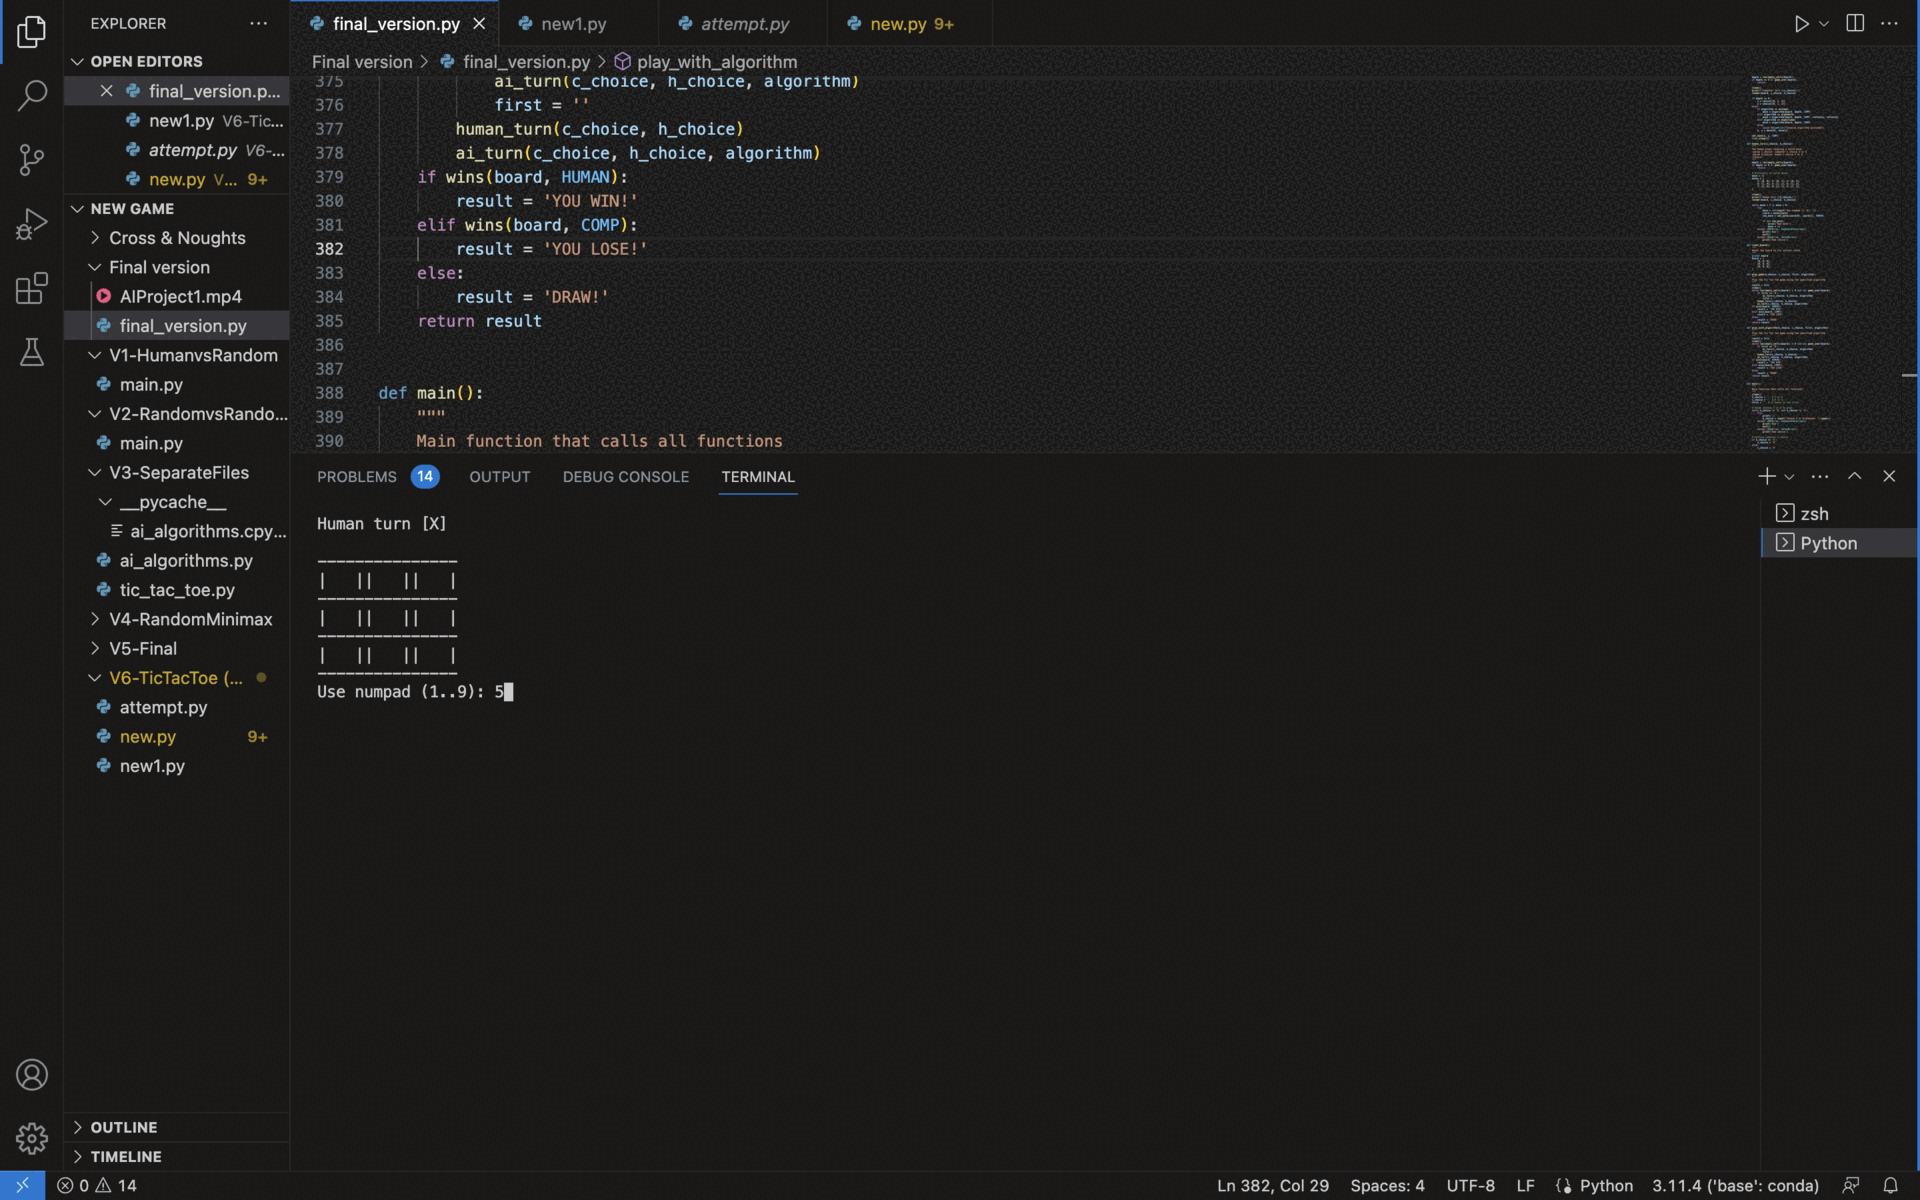 EXPLORER
OPEN EDITORS
final_version.p...
new1.py V6-Tic...
attempt.py V6-...
new.py V... 9+
NEW GAME
Cross & Noughts
Final version
AIProject1.mp4
final_version.py
V1-HumanvsRandom
main.py
V2-RandomvsRando...
main.py
V3-SeparateFiles
__pycache__
ai_algorithms.cpy...
ai_algorithms.py
tic_tac_toe.py
V4-RandomMinimax
V5-Final
V6-TicTacToe (...
attempt.py
new.py 9+
new1.py
OUTLINE
TIMELINE
final_version.py
new1.py
attempt.py
new.py 9+
Final version > final_version.py > play_with_algorithm
375 ai_turn(c_choice, h_choice, algorithm)
376 first = ''
377 human_turn(c_choice, h_choice)
378 ai_turn(c_choice, h_choice, algorithm)
379 if wins(board, HUMAN):
380 result = 'YOU WIN!'
381 elif wins(board, COMP):
382 result = 'YOU LOSE!'
383 else:
384 result = 'DRAW!'
385 return result
386
387
388 def main():
389 """
390 Main function that calls all functions
PROBLEMS 14 OUTPUT DEBUG CONSOLE TERMINAL
Human turn [X]
---------------
|   ||   ||   |
---------------
|   ||   ||   |
---------------
|   ||   ||   |
---------------
Use numpad (1..9): 5
zsh
Python
0 14
Ln 382, Col 29 Spaces: 4 UTF-8 LF Python 3.11.4 ('base': conda)